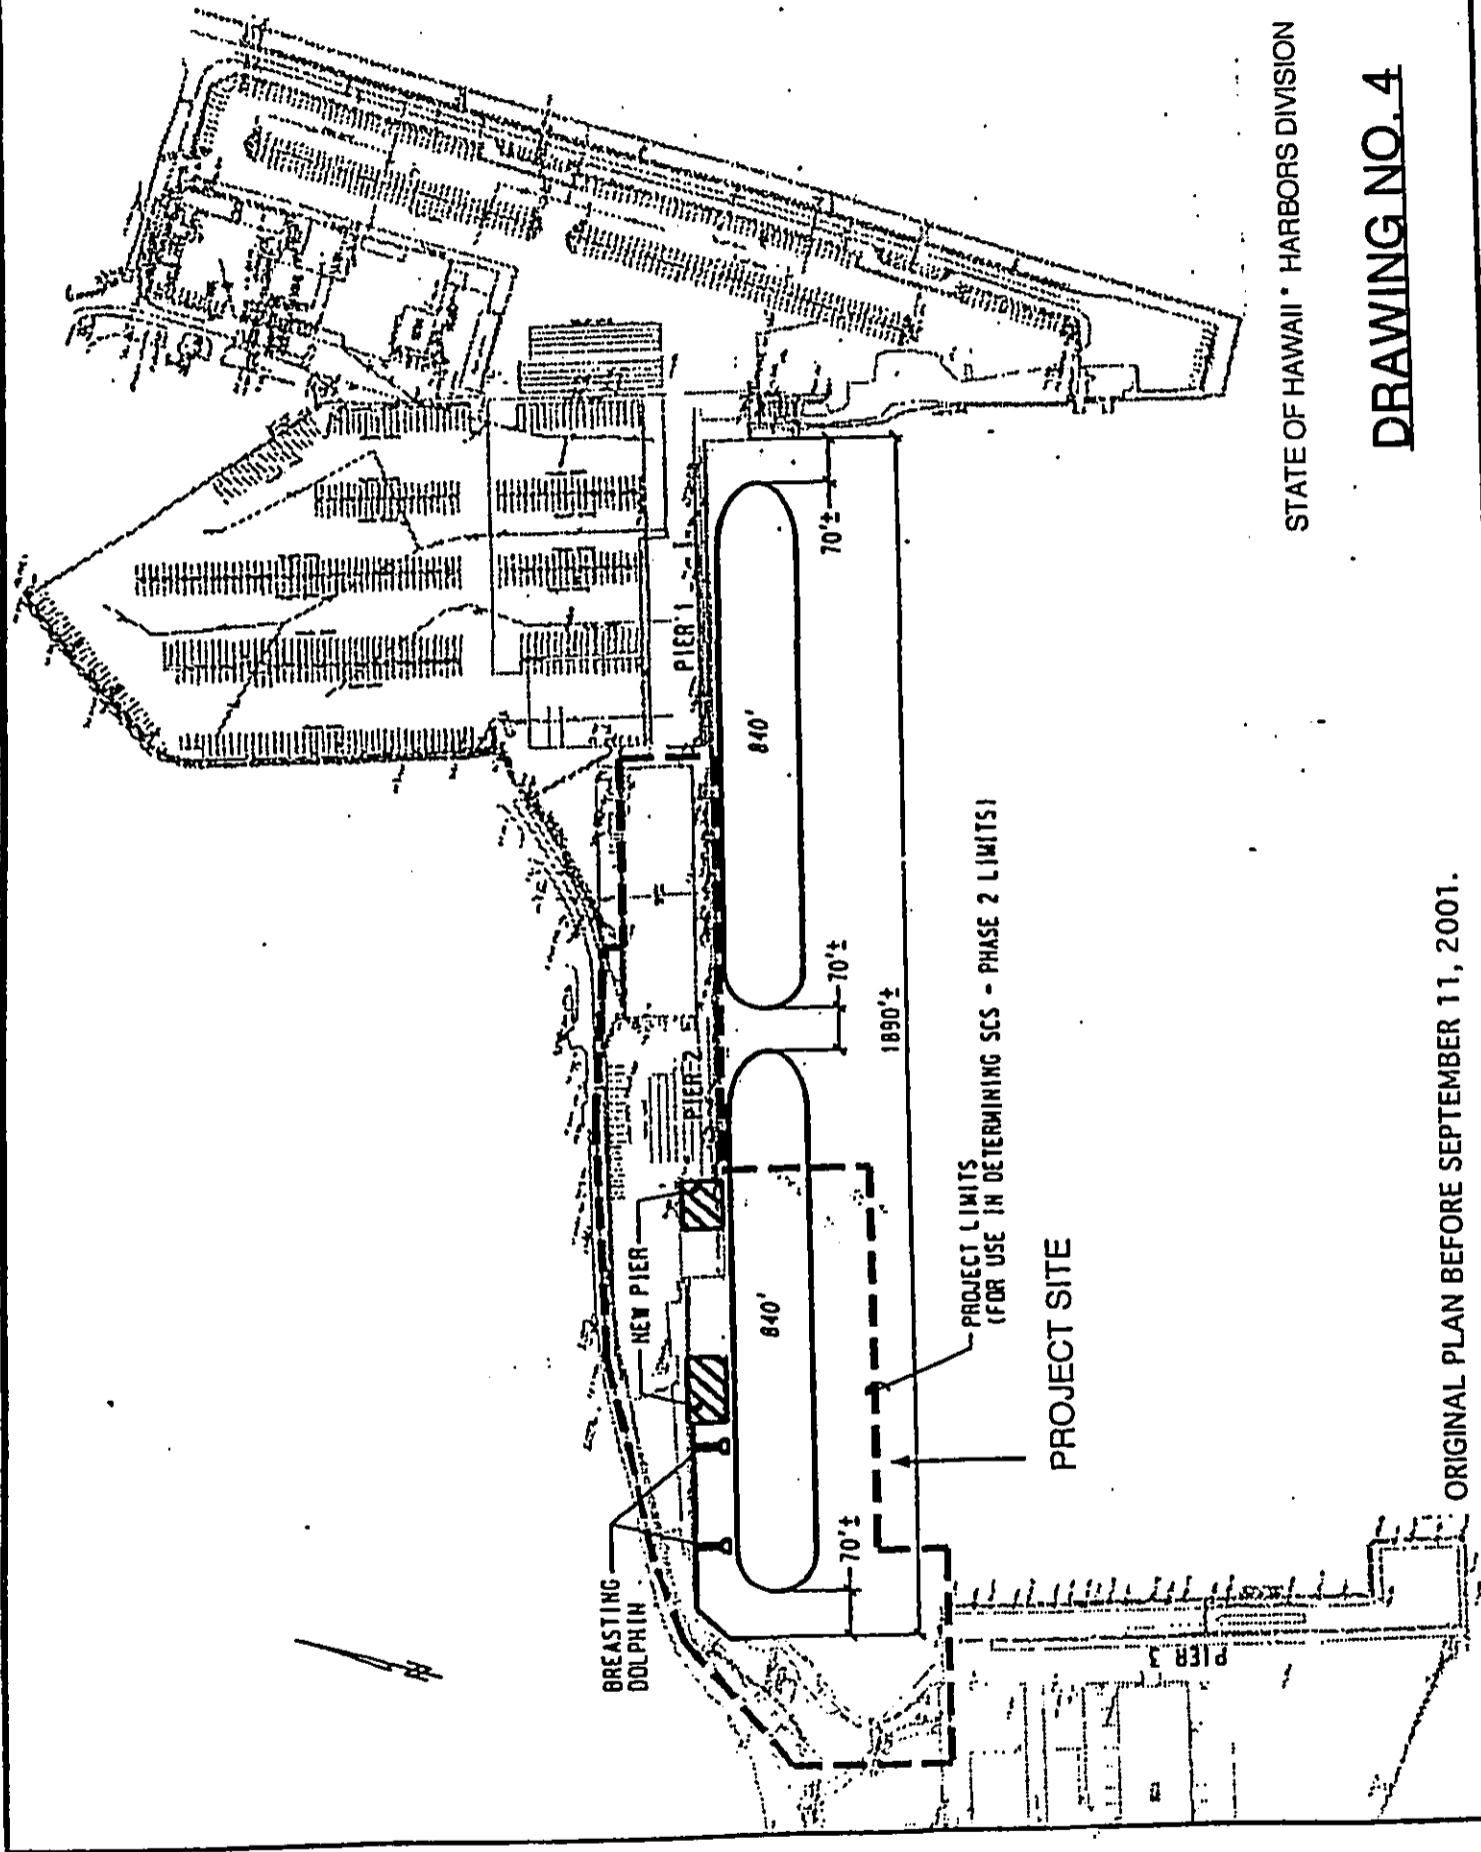 BREASTING
DOLPHIN
NEW PIER
PIER-2
PIER 1
840'
840'
70'±
70'±
70'±
1890'±
PROJECT LIMITS
(FOR USE IN DETERMINING SCS - PHASE 2 LIMITS)
PROJECT SITE
PIER 3
STATE OF HAWAII * HARBORS DIVISION
DRAWING NO. 4
ORIGINAL PLAN BEFORE SEPTEMBER 11, 2001.